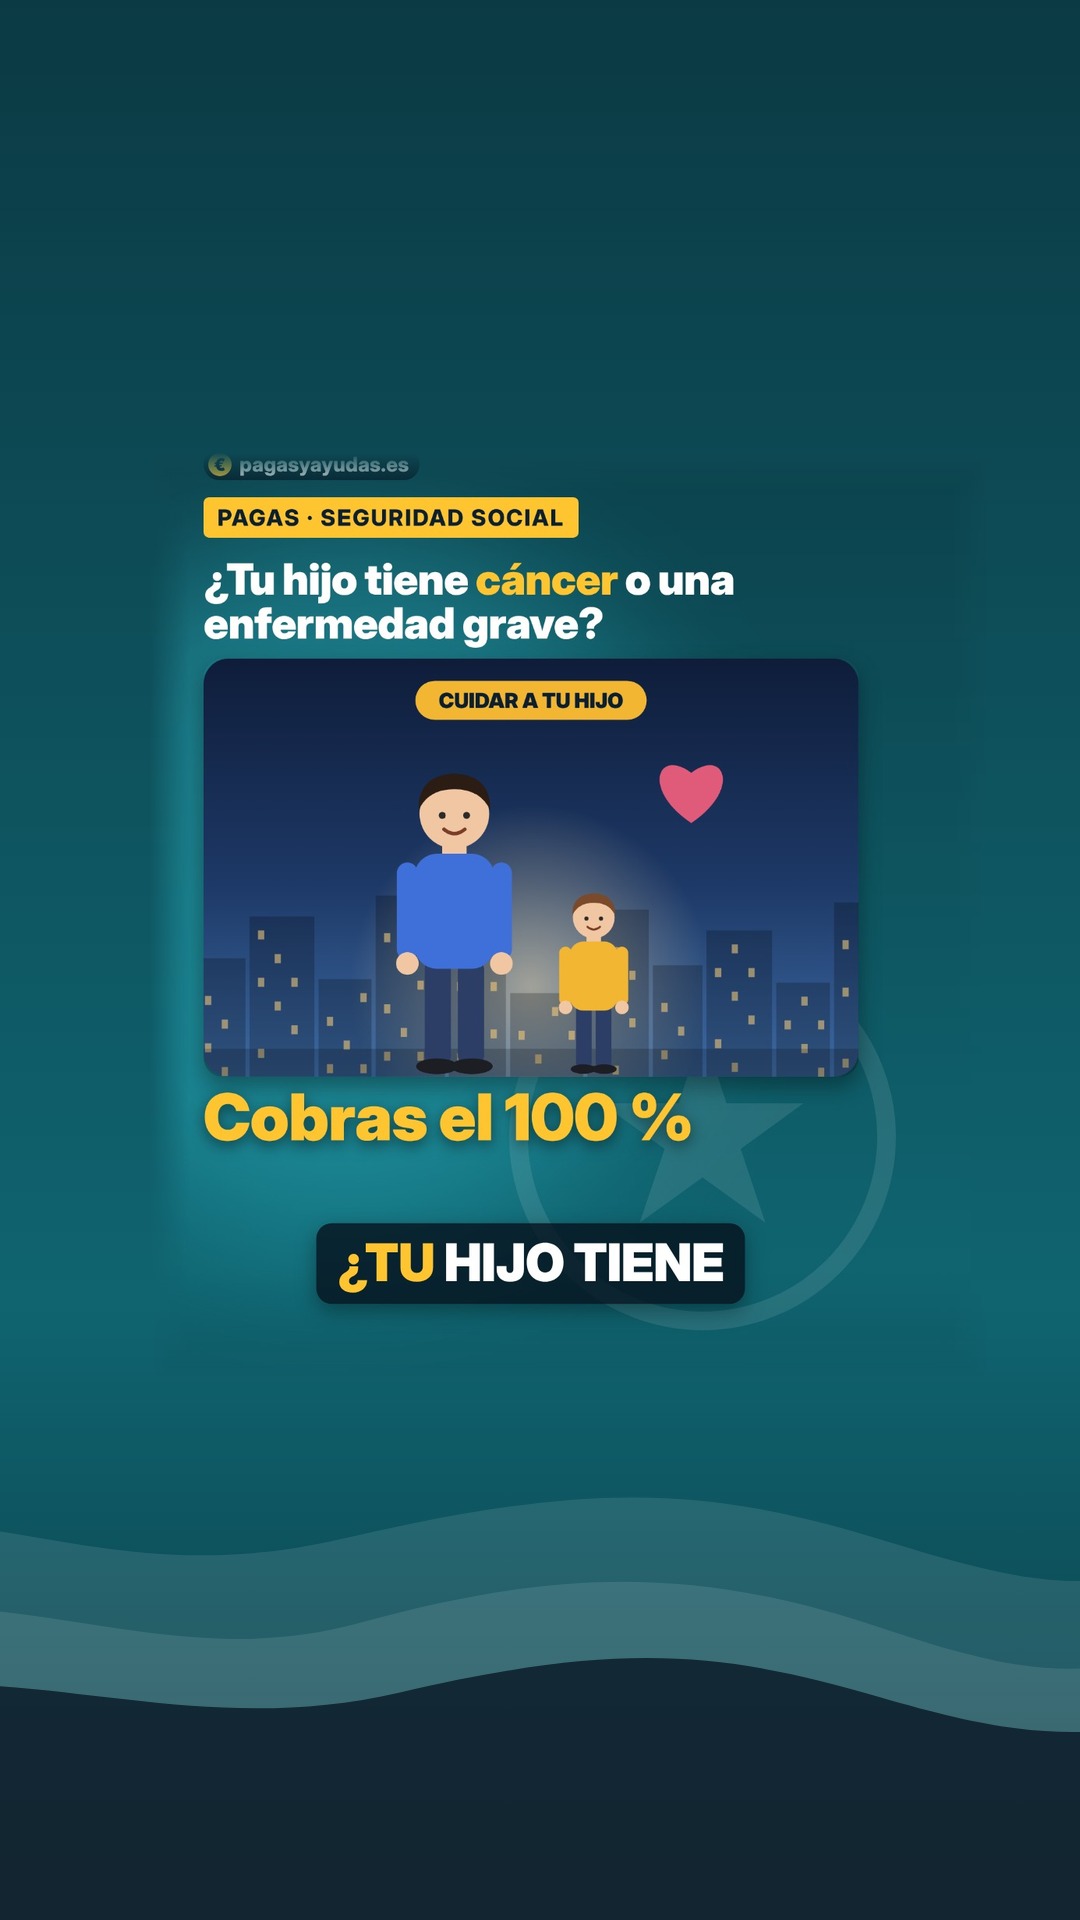 € pagasyayudas.es
PAGAS · SEGURIDAD SOCIAL
¿Tu hijo tiene cáncer o una
enfermedad grave?
CUIDAR A TU HIJO
Cobras el 100 %
¿TU HIJO TIENE